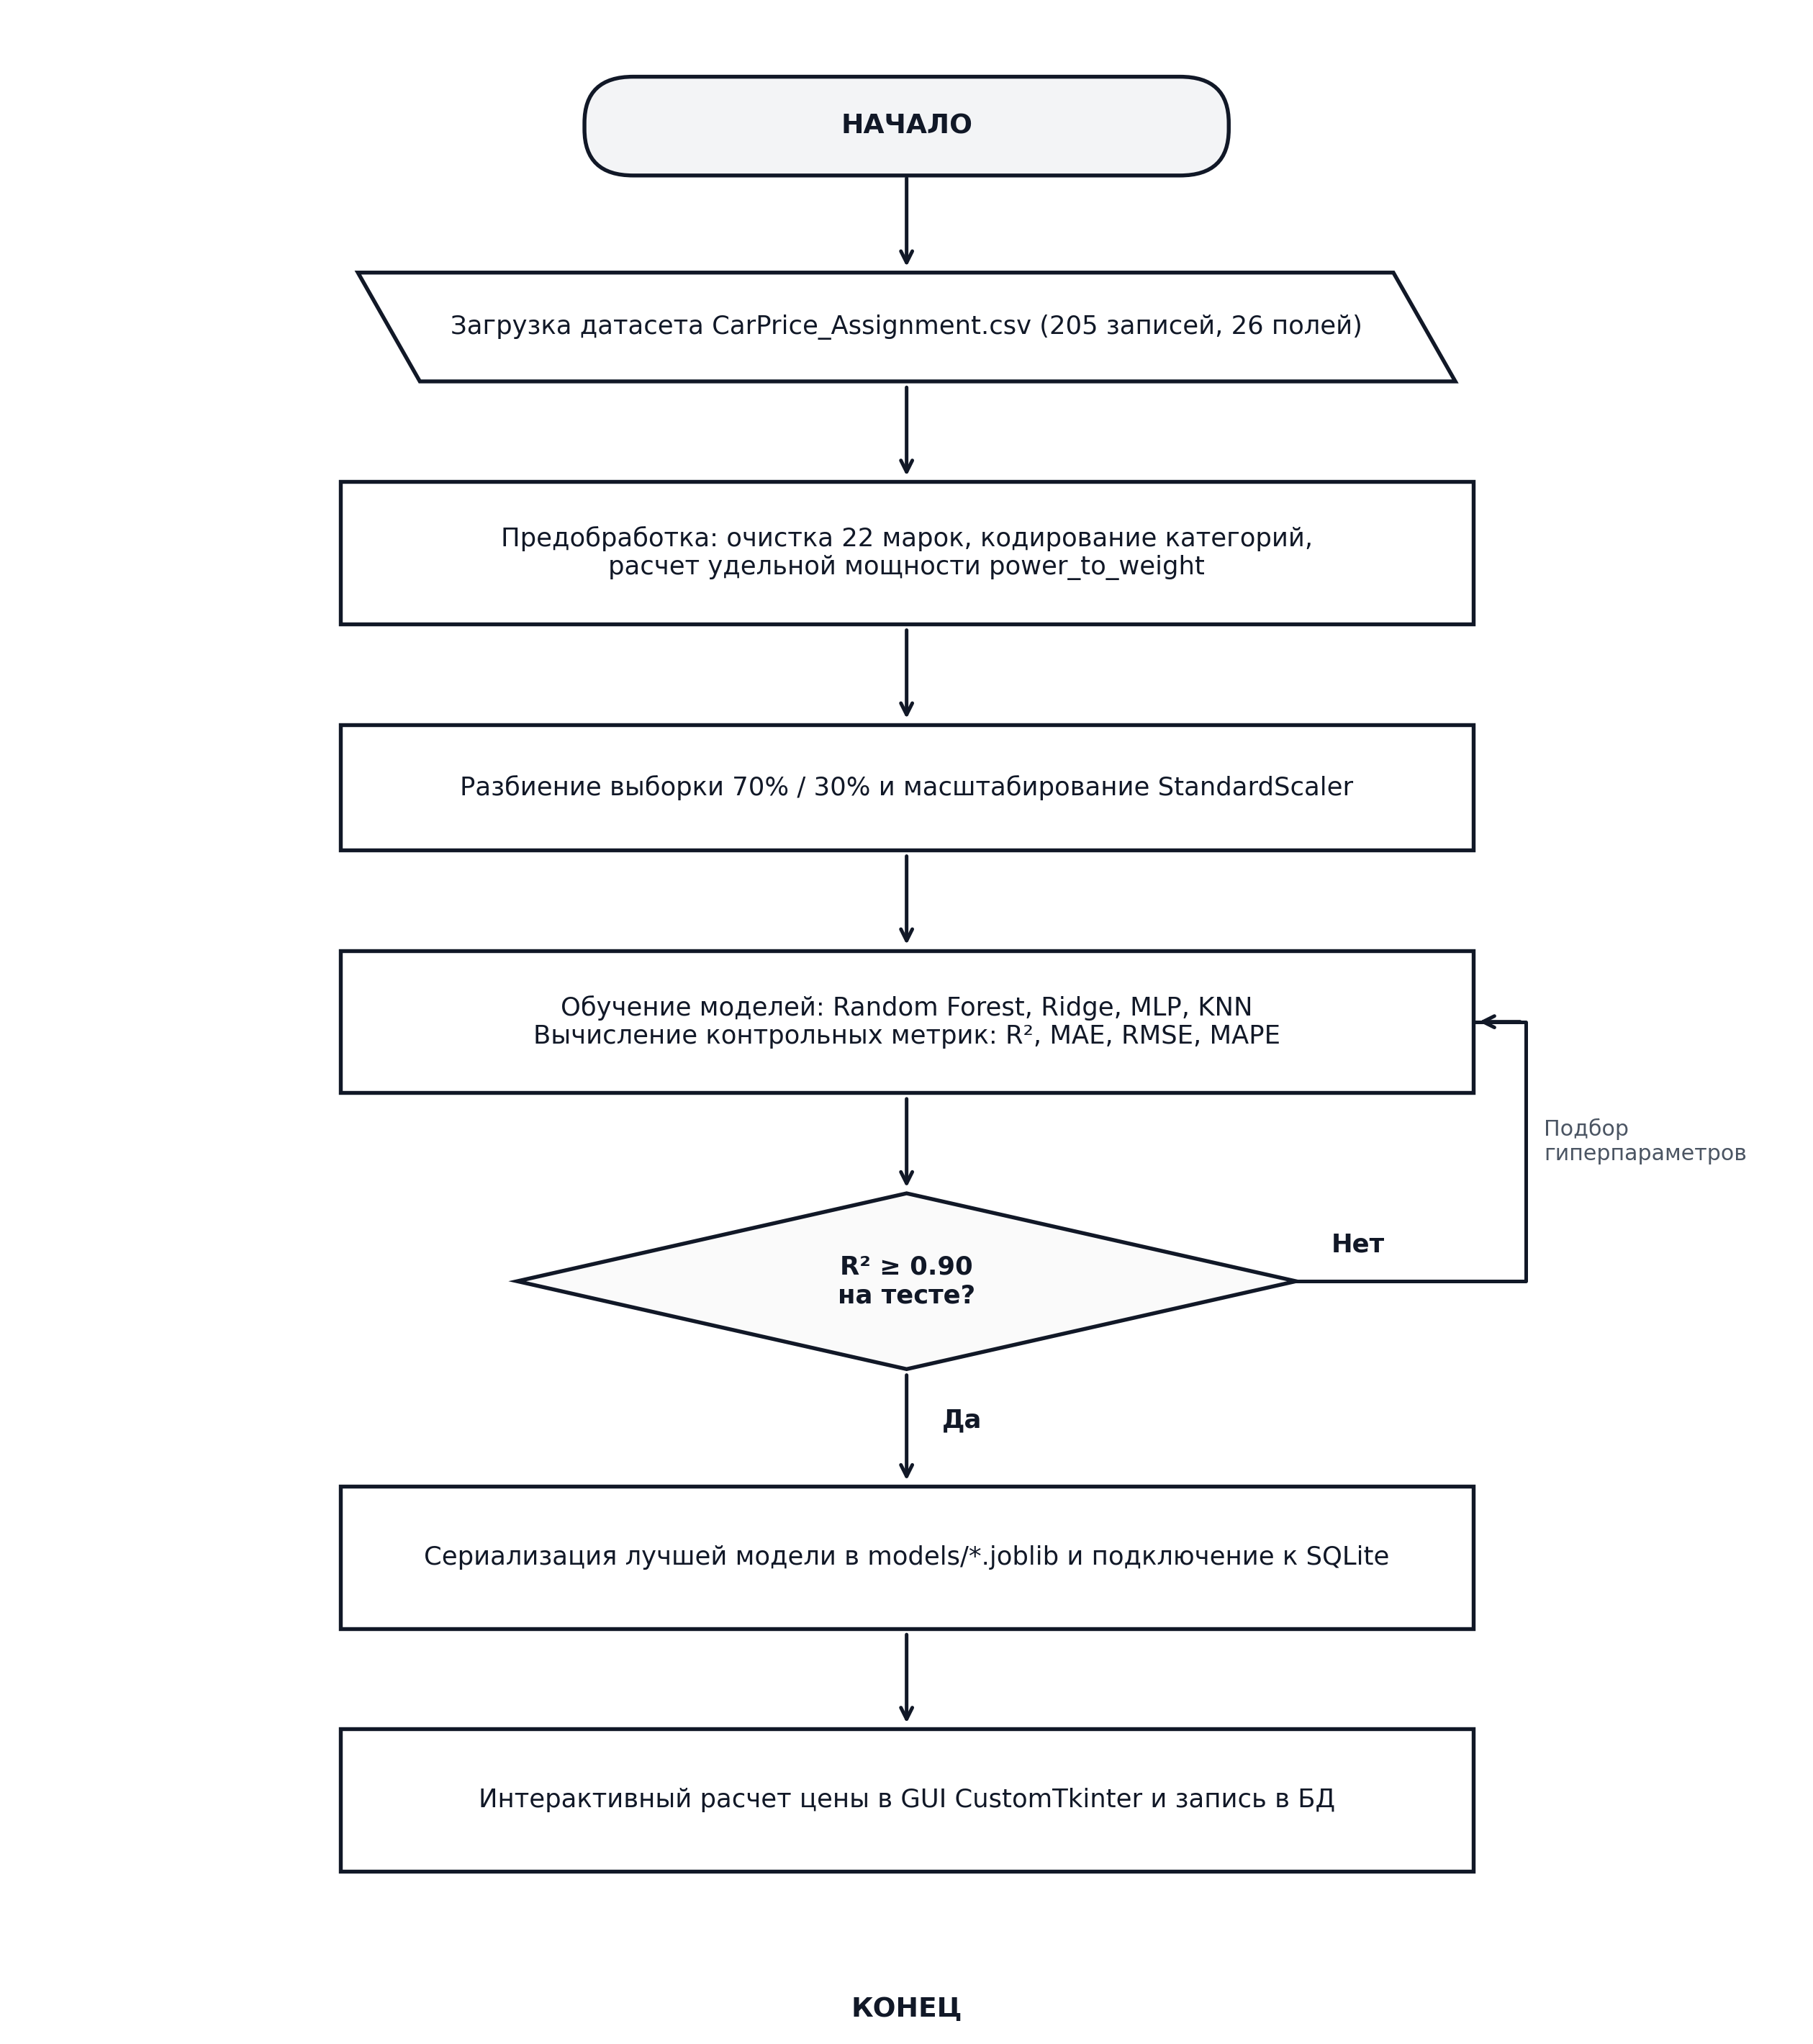 НАЧАЛО
Загрузка датасета CarPrice_Assignment.csv (205 записей, 26 полей)
Предобработка: очистка 22 марок, кодирование категорий,
расчет удельной мощности power_to_weight
Разбиение выборки 70% / 30% и масштабирование StandardScaler
Обучение моделей: Random Forest, Ridge, MLP, KNN
Вычисление контрольных метрик: R², MAE, RMSE, MAPE
Подбор
гиперпараметров
Нет
R² ≥ 0.90
на тесте?
Да
Сериализация лучшей модели в models/*.joblib и подключение к SQLite
Интерактивный расчет цены в GUI CustomTkinter и запись в БД
КОНЕЦ